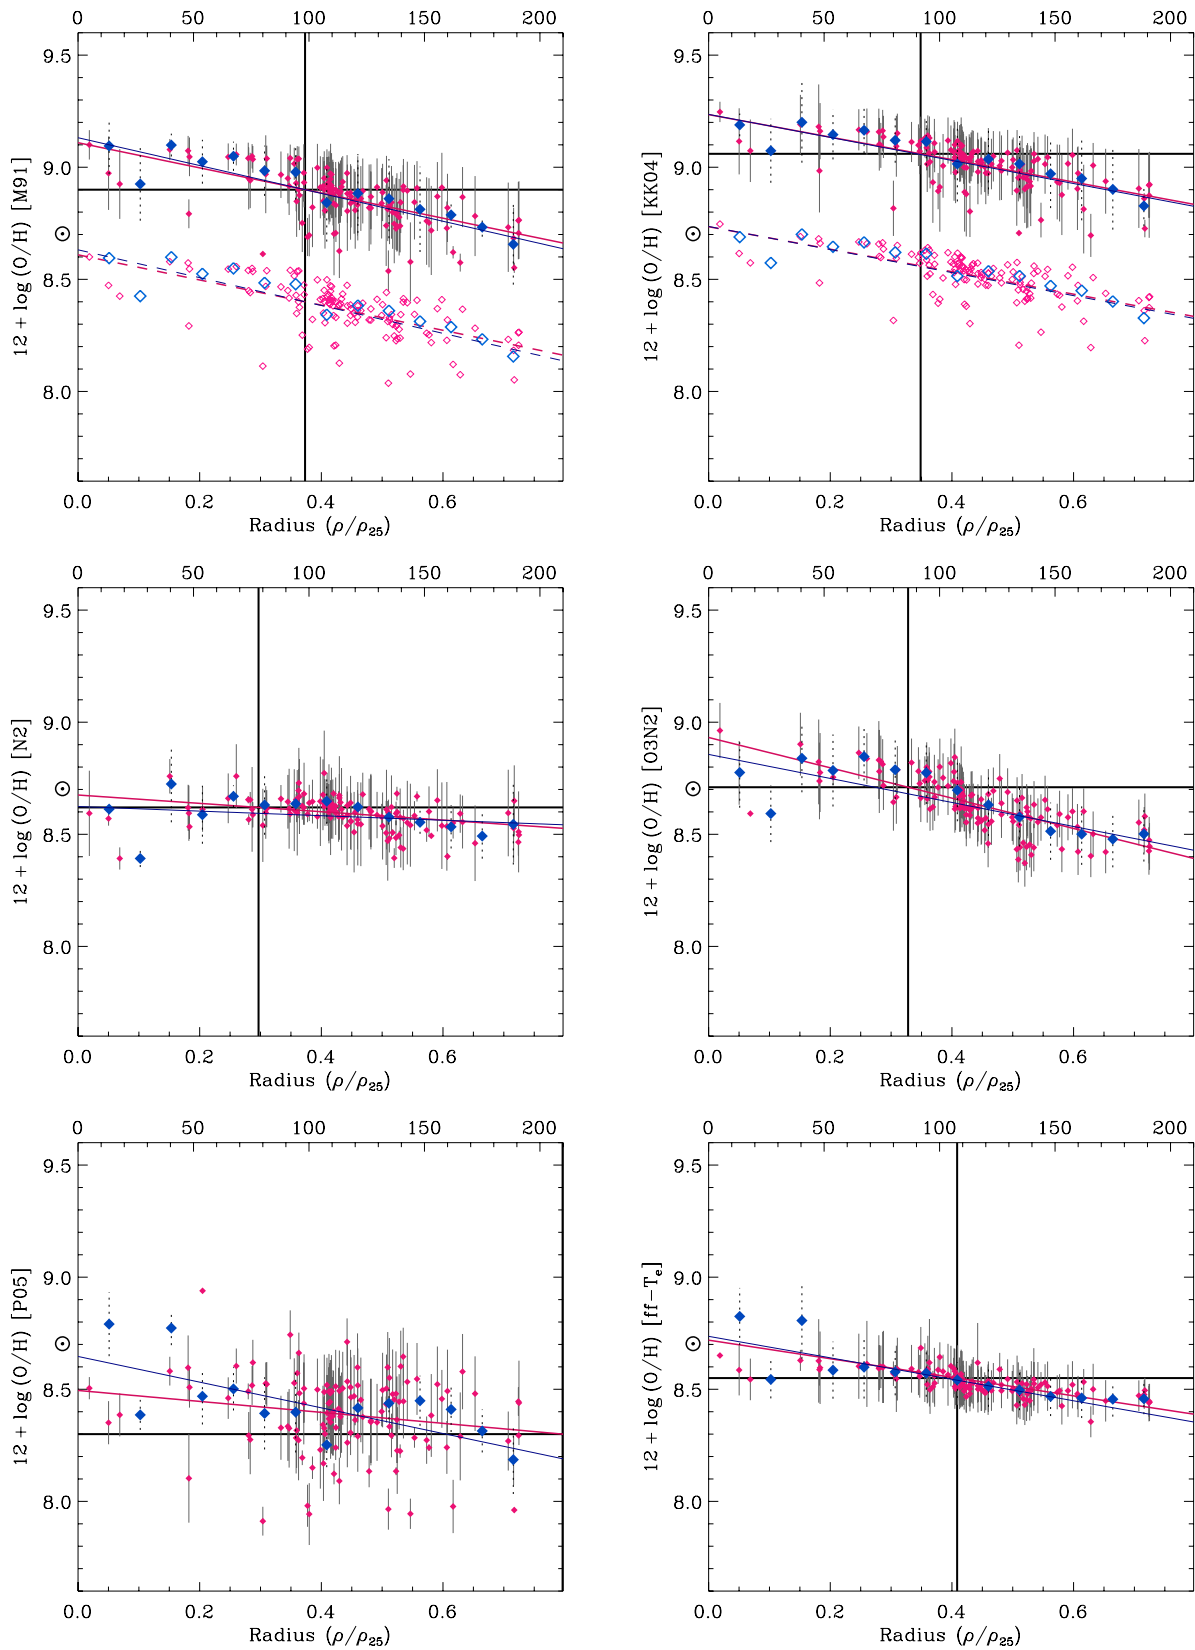 0 50 100 150 200
0 50 100 150 200
9.5
9.0
8.5
8.0
12 + log (O/H) [M91]
⊙
0.0 0.2 0.4 0.6
Radius (ρ/ρ25)
9.5
9.0
8.5
8.0
12 + log (O/H) [KK04]
⊙
0.0 0.2 0.4 0.6
Radius (ρ/ρ25)
0 50 100 150 200
0 50 100 150 200
9.5
9.0
8.5
8.0
12 + log (O/H) [N2]
⊙
0.0 0.2 0.4 0.6
Radius (ρ/ρ25)
9.5
9.0
8.5
8.0
12 + log (O/H) [O3N2]
⊙
0.0 0.2 0.4 0.6
Radius (ρ/ρ25)
0 50 100 150 200
0 50 100 150 200
9.5
9.0
8.5
8.0
12 + log (O/H) [P05]
⊙
0.0 0.2 0.4 0.6
Radius (ρ/ρ25)
9.5
9.0
8.5
8.0
12 + log (O/H) [ff-Te]
⊙
0.0 0.2 0.4 0.6
Radius (ρ/ρ25)